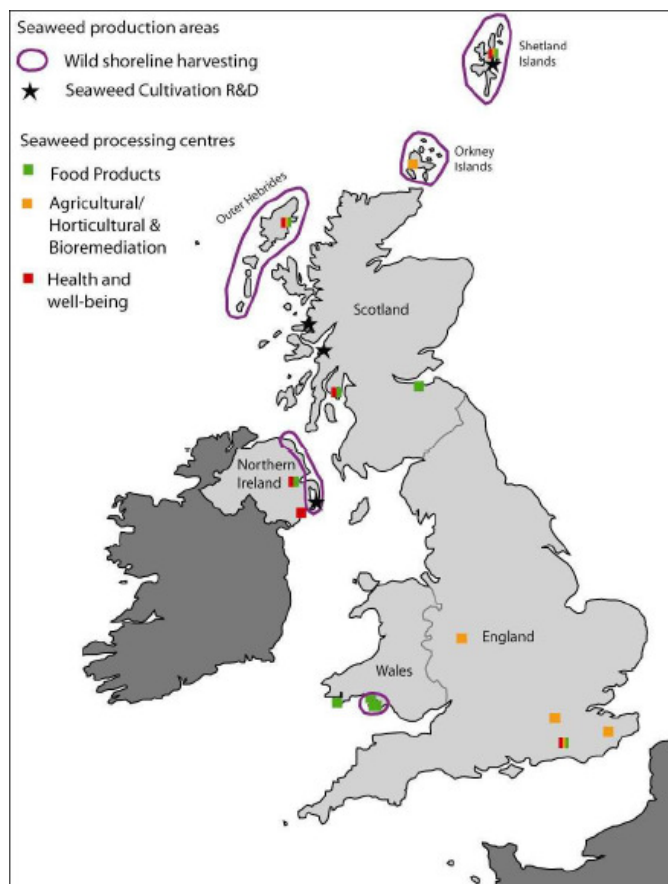 Seaweed production areas
Wild shoreline harvesting
Seaweed Cultivation R&D
Seaweed processing centres
Food Products
Agricultural/
Horticultural &
Bioremediation
Health and
well-being
Shetland
Islands
Orkney
Islands
Outer Hebrides
Scotland
Northern
Ireland
England
Wales